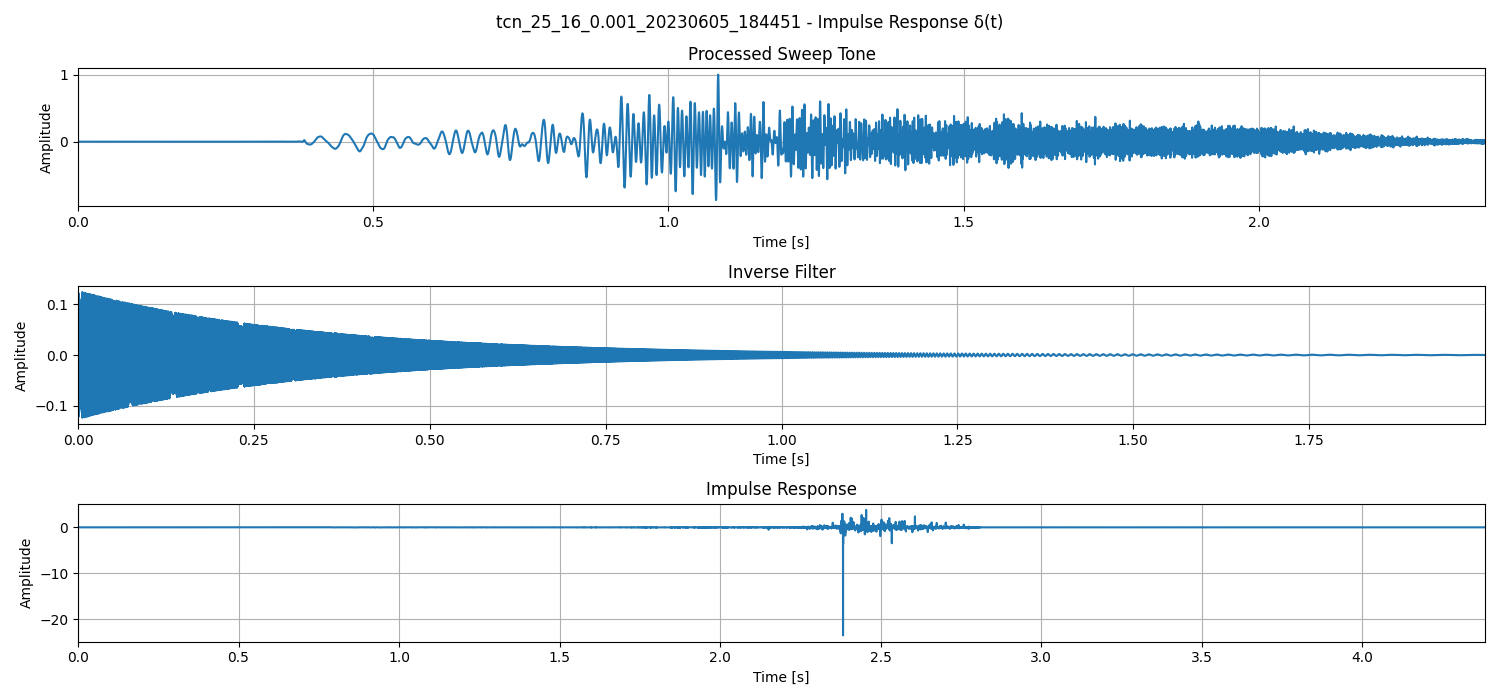 tcn_25_16_0.001_20230605_184451 - Impulse Response δ(t)
Processed Sweep Tone
1
0
Amplitude
0.0 0.5 1.0 1.5 2.0
Time [s]
Inverse Filter
0.1
0.0
−0.1
Amplitude
0.00 0.25 0.50 0.75 1.00 1.25 1.50 1.75
Time [s]
Impulse Response
0
−10
−20
Amplitude
0.0 0.5 1.0 1.5 2.0 2.5 3.0 3.5 4.0
Time [s]